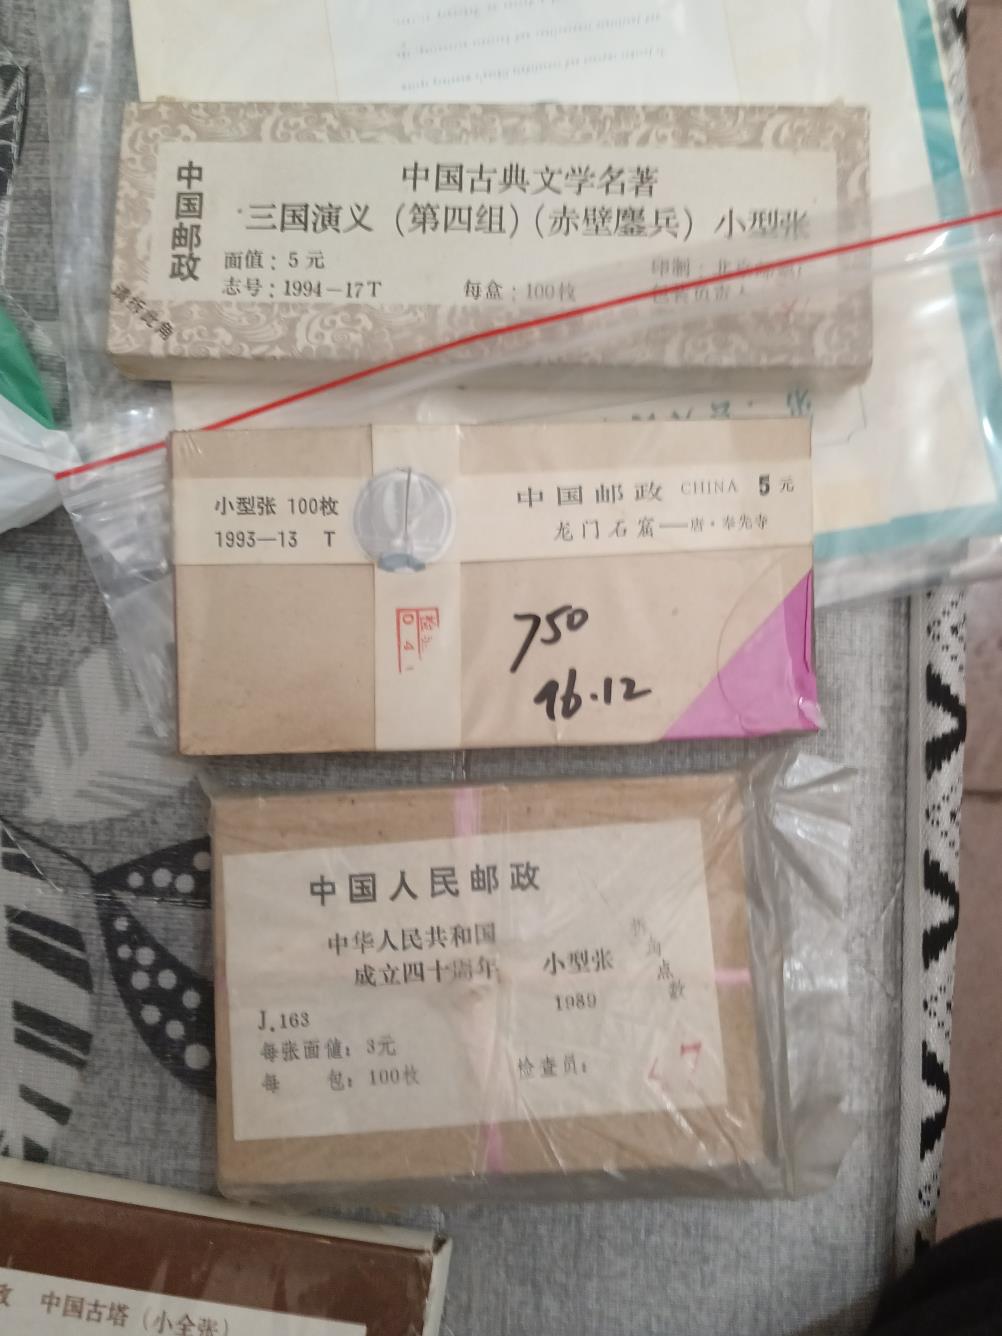 中国邮政
中国古典文学名著
三国演义（第四组）（赤壁鏖兵） 小型张
面值：5元
志号：1994-17T 每盒：100枚
小型张 100枚
1993—13 T
中国邮政 CHINA 5元
龙门石窟——唐·奉先寺
750
96.12
中国人民邮政
中华人民共和国
成立四十周年 小型张
1989
拆角点数
J.163
每张面值：3元
每 包：100枚 检查员：
中国古塔（小全张）